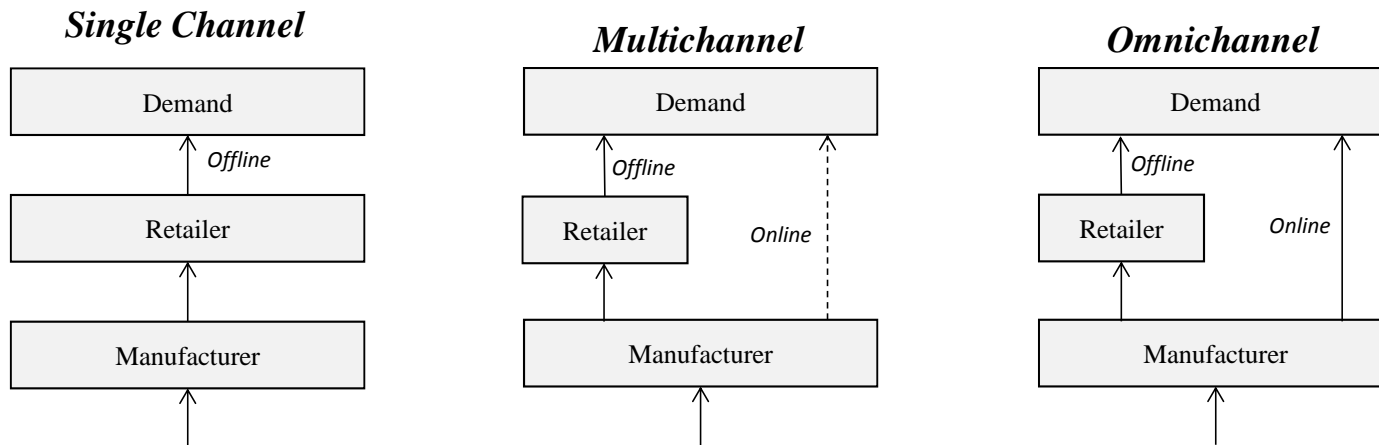 Single Channel
Demand
Offline
Retailer
Manufacturer
Multichannel
Demand
Offline
Retailer
Online
Manufacturer
Omnichannel
Demand
Offline
Retailer
Online
Manufacturer